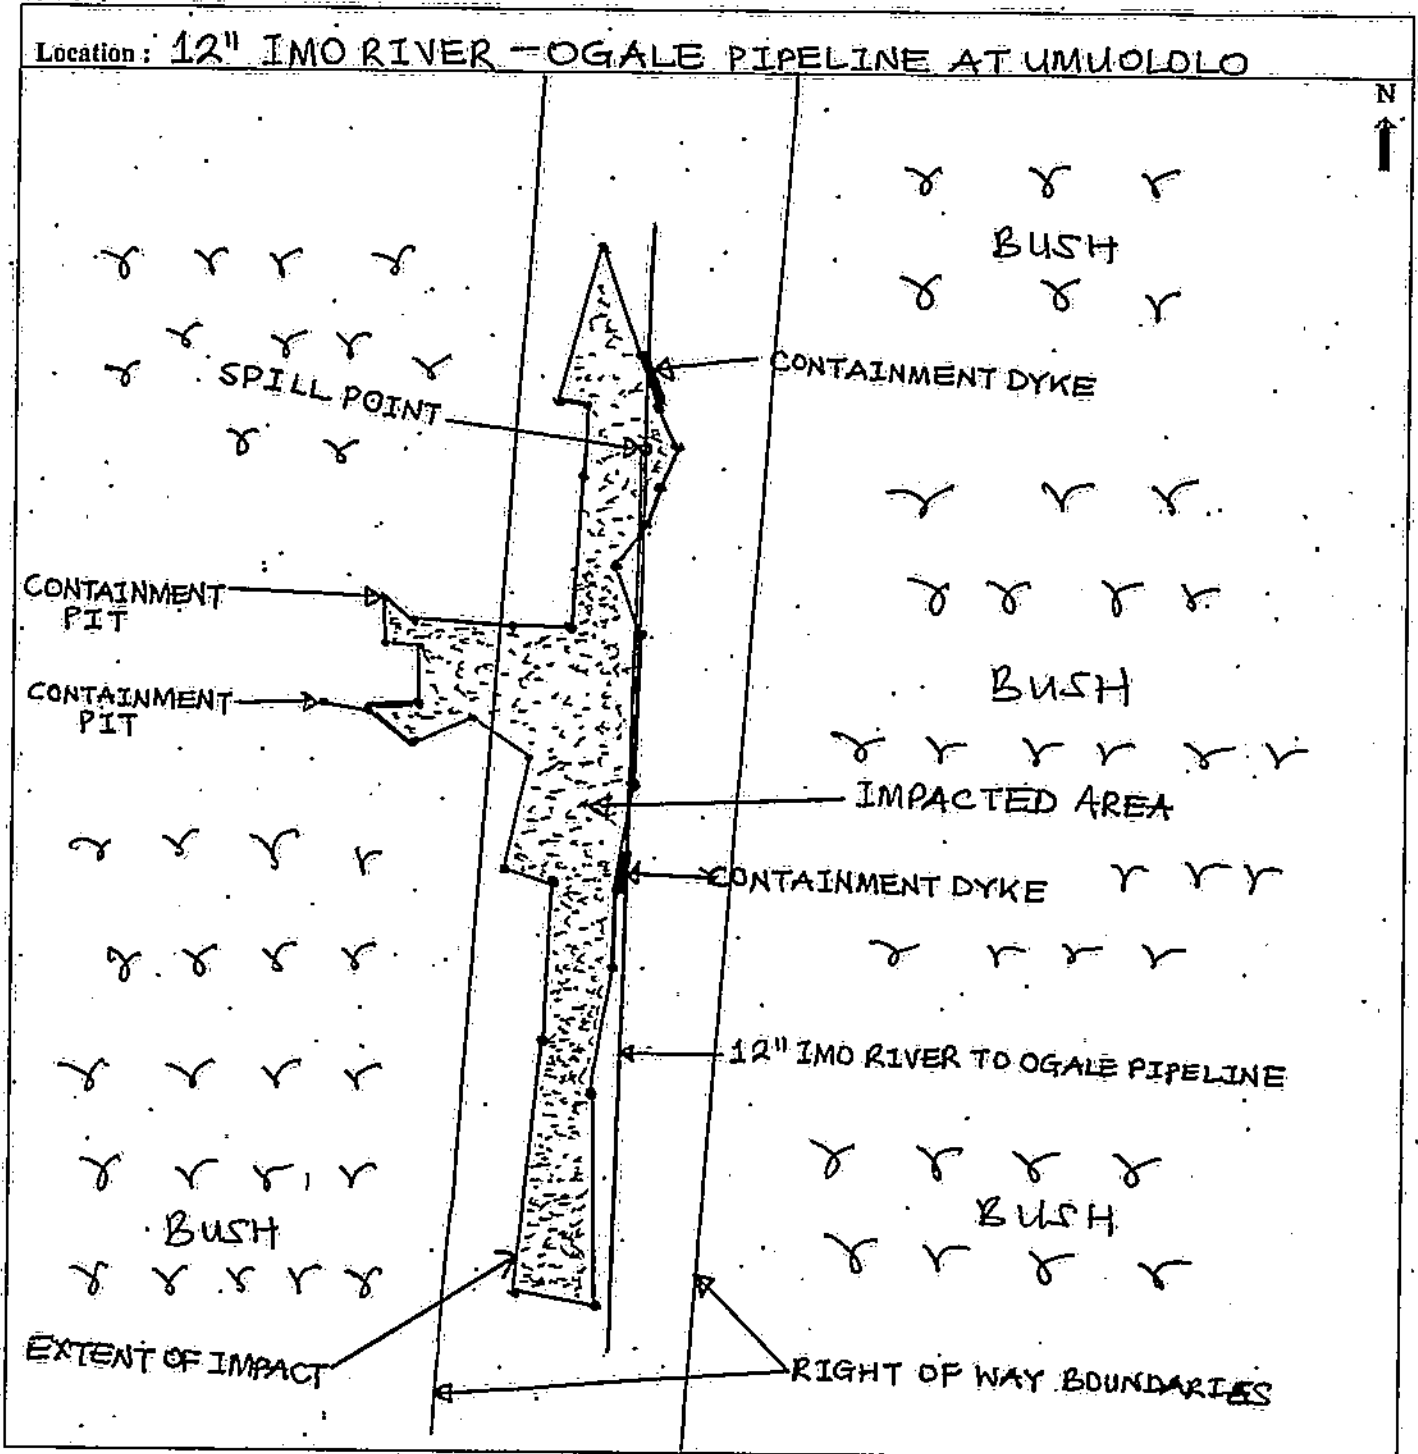 Location : 12" IMO RIVER - OGALE PIPELINE AT UMUOLOLO
N
BUSH
CONTAINMENT DYKE
SPILL POINT
CONTAINMENT
PIT
BUSH
CONTAINMENT
PIT
IMPACTED AREA
CONTAINMENT DYKE
12" IMO RIVER TO OGALE PIPELINE
BUSH
BUSH
EXTENT OF IMPACT
RIGHT OF WAY BOUNDARIES